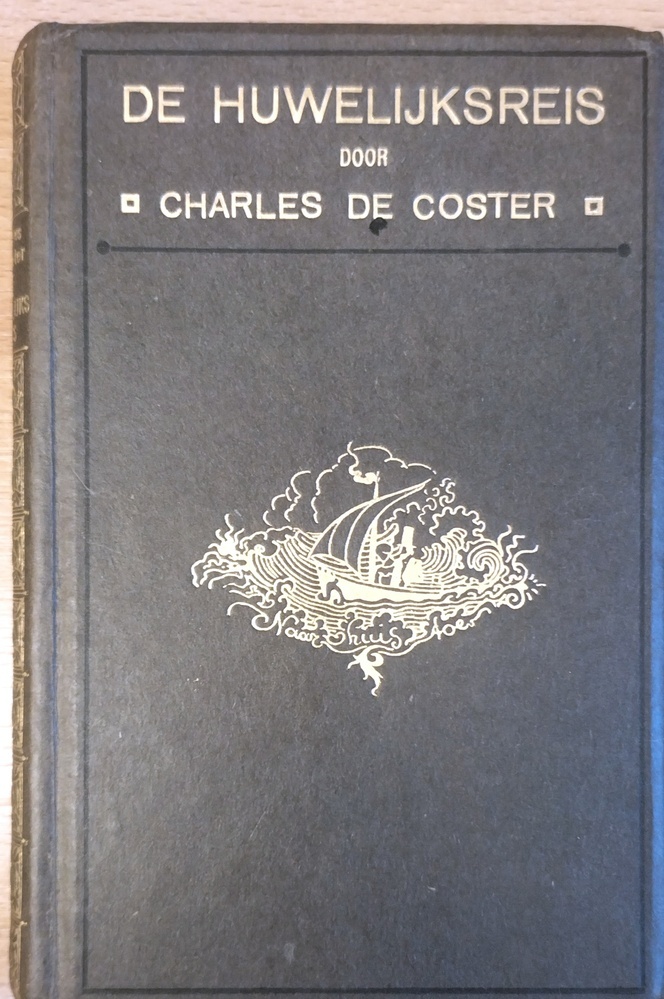 DE HUWELIJKSREIS
DOOR
CHARLES DE COSTER
Naar 't huis toe